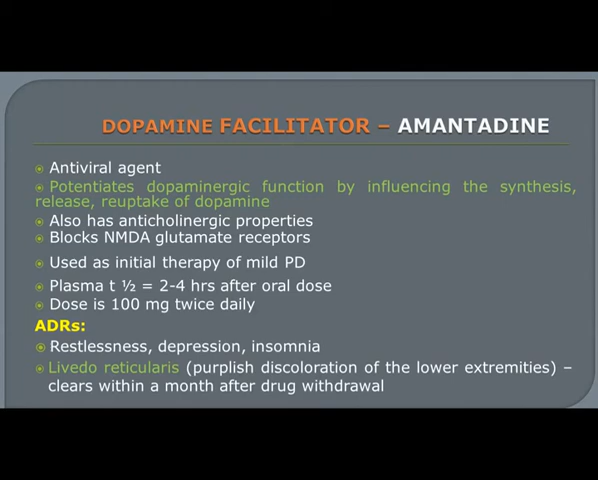 DOPAMINE FACILITATOR – AMANTADINE
Antiviral agent
Potentiates dopaminergic function by influencing the synthesis,
release, reuptake of dopamine
Also has anticholinergic properties
Blocks NMDA glutamate receptors
Used as initial therapy of mild PD
Plasma t ½ = 2-4 hrs after oral dose
Dose is 100 mg twice daily
ADRs:
Restlessness, depression, insomnia
Livedo reticularis (purplish discoloration of the lower extremities) –
clears within a month after drug withdrawal